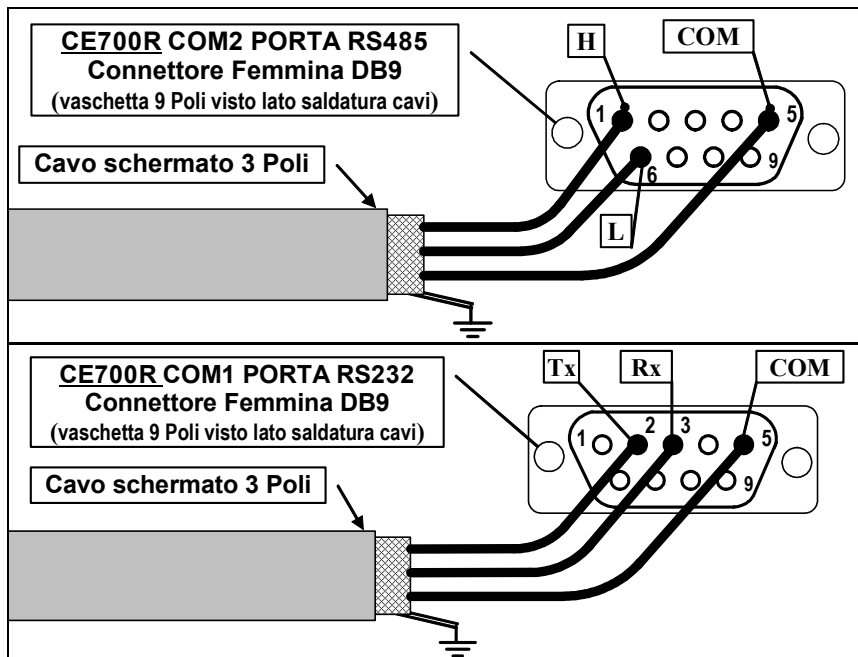 CE700R COM2 PORTA RS485
Connettore Femmina DB9
(vaschetta 9 Poli visto lato saldatura cavi)
H
COM
1
5
6
9
L
Cavo schermato 3 Poli
CE700R COM1 PORTA RS232
Connettore Femmina DB9
(vaschetta 9 Poli visto lato saldatura cavi)
Tx
Rx
COM
1
2
3
5
9
Cavo schermato 3 Poli